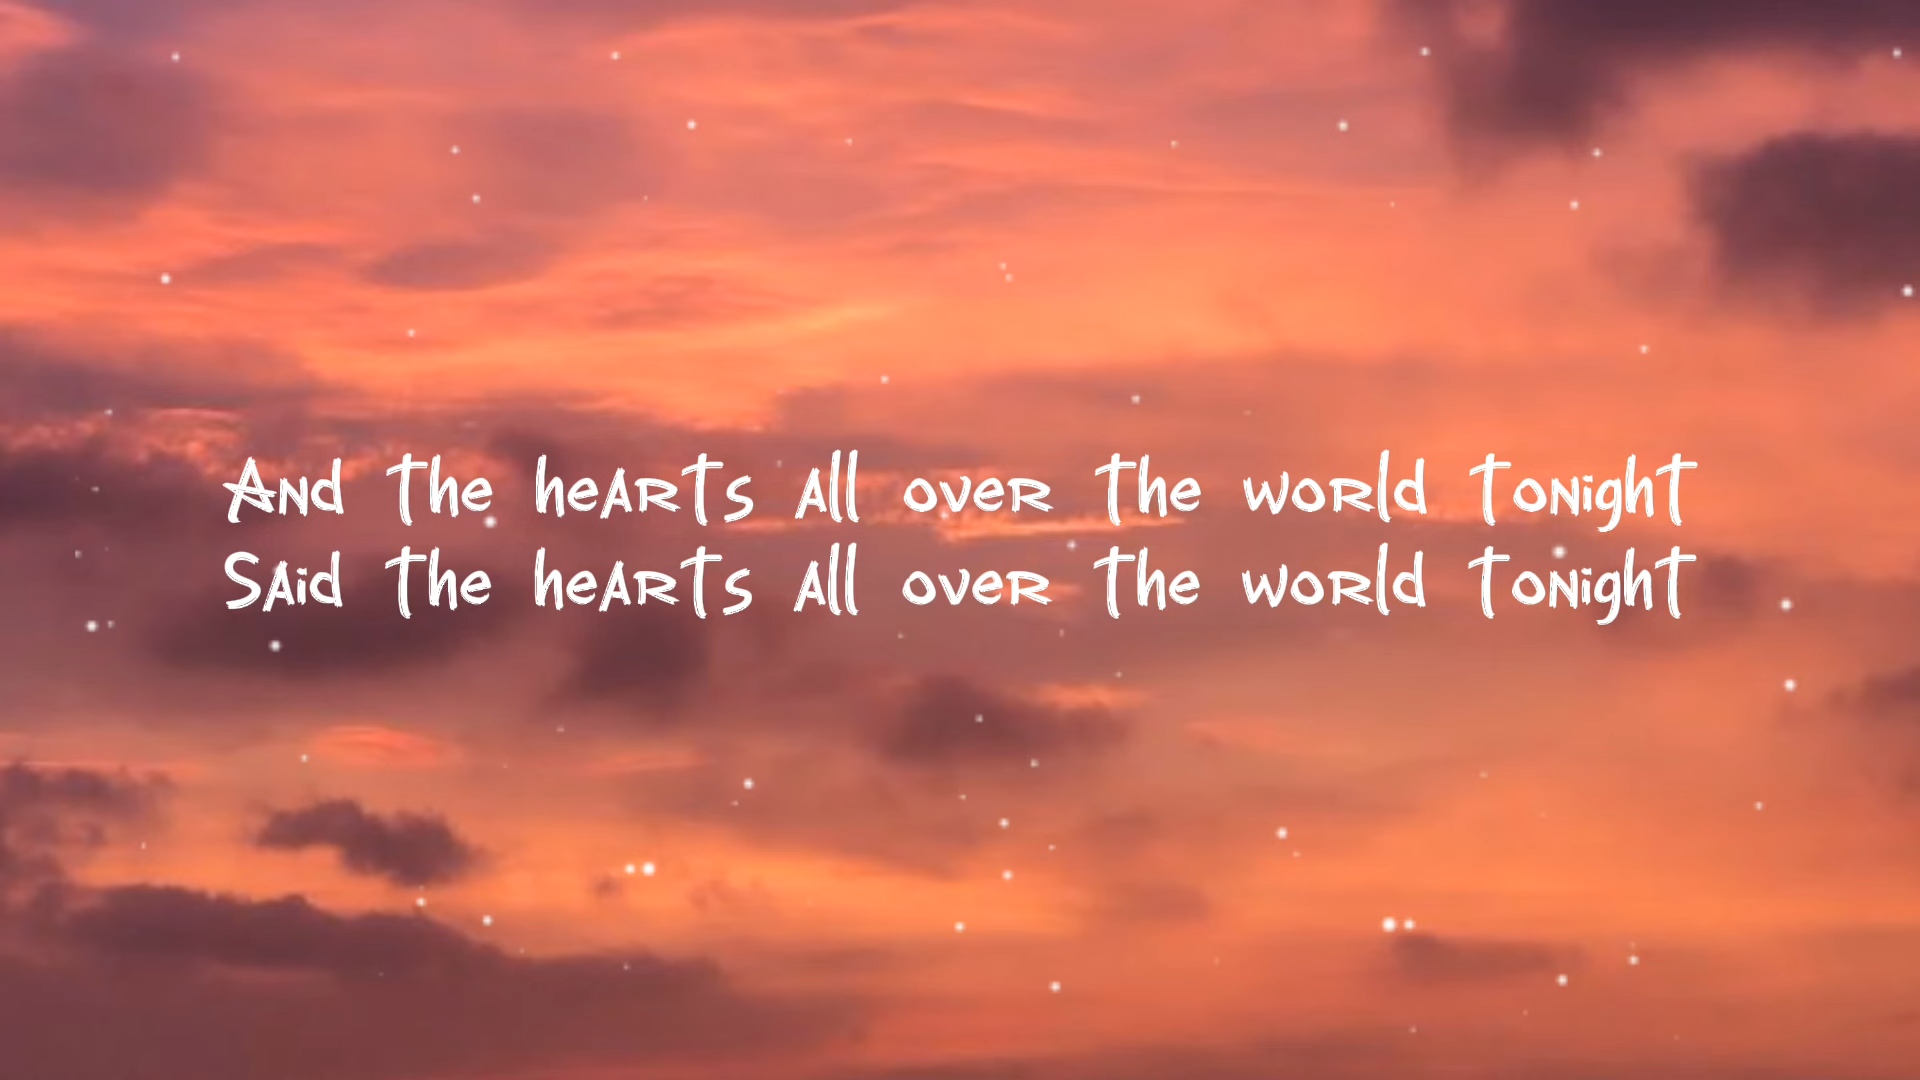 And the hearts all over the world tonight
Said the hearts all over the world tonight